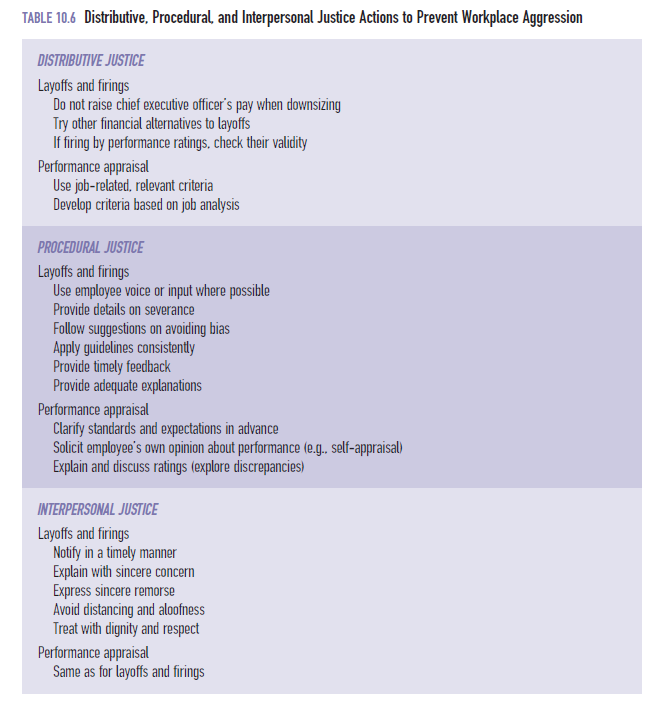 TABLE 10.6 Distributive, Procedural, and Interpersonal Justice Actions to Prevent Workplace Aggression
DISTRIBUTIVE JUSTICE
Layoffs and firings
Do not raise chief executive officer's pay when downsizing
Try other financial alternatives to layoffs
If firing by performance ratings, check their validity
Performance appraisal
Use job-related, relevant criteria
Develop criteria based on job analysis
PROCEDURAL JUSTICE
Layoffs and firings
Use employee voice or input where possible
Provide details on severance
Follow suggestions on avoiding bias
Apply guidelines consistently
Provide timely feedback
Provide adequate explanations
Performance appraisal
Clarify standards and expectations in advance
Solicit employee's own opinion about performance (e.g., self-appraisal)
Explain and discuss ratings (explore discrepancies)
INTERPERSONAL JUSTICE
Layoffs and firings
Notify in a timely manner
Explain with sincere concern
Express sincere remorse
Avoid distancing and aloofness
Treat with dignity and respect
Performance appraisal
Same as for layoffs and firings